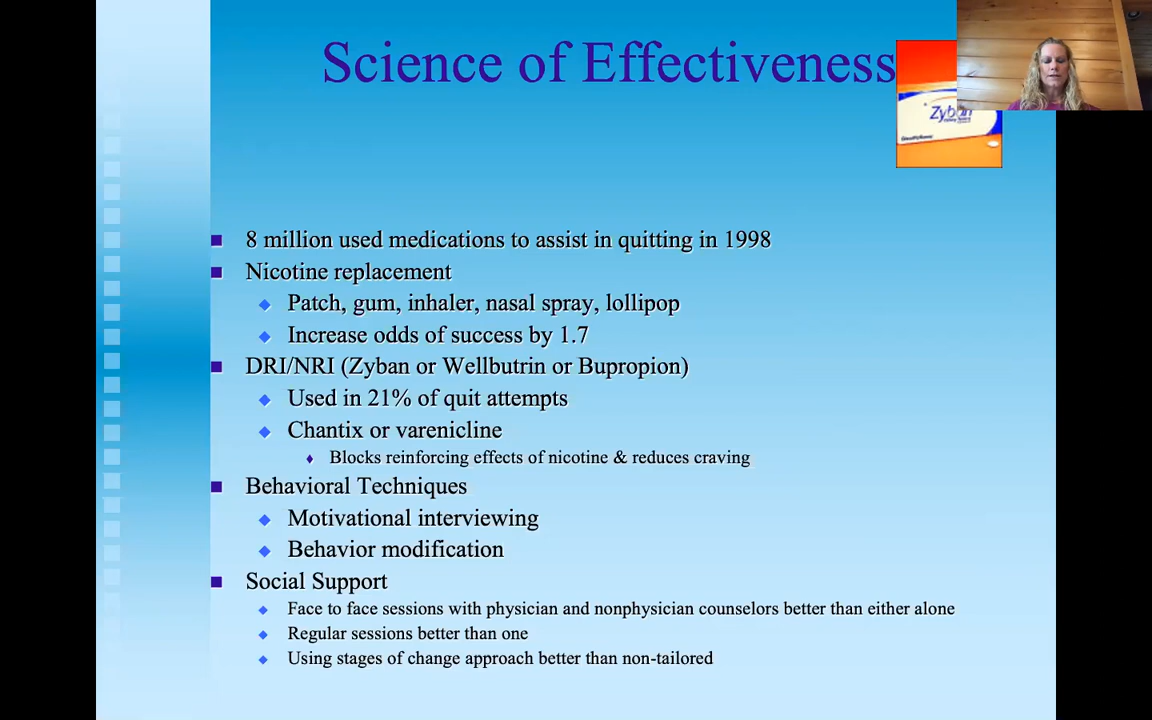 Science of Effectiveness
Zyban
8 million used medications to assist in quitting in 1998
Nicotine replacement
Patch, gum, inhaler, nasal spray, lollipop
Increase odds of success by 1.7
DRI/NRI (Zyban or Wellbutrin or Bupropion)
Used in 21% of quit attempts
Chantix or varenicline
Blocks reinforcing effects of nicotine & reduces craving
Behavioral Techniques
Motivational interviewing
Behavior modification
Social Support
Face to face sessions with physician and nonphysician counselors better than either alone
Regular sessions better than one
Using stages of change approach better than non-tailored